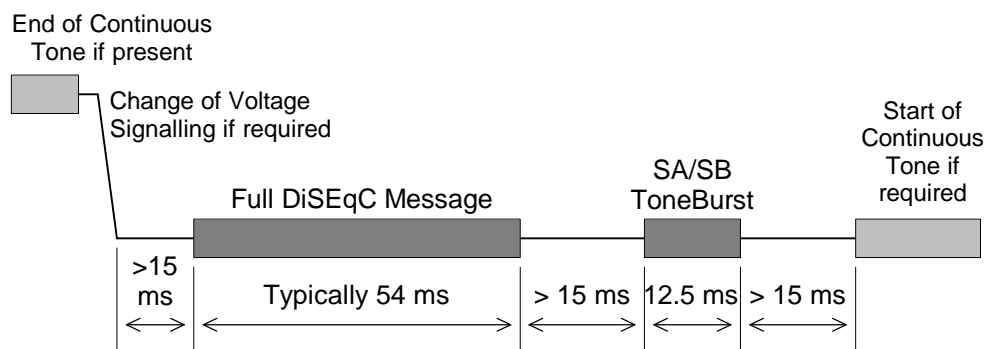 End of Continuous
Tone if present
Change of Voltage
Signalling if required
Start of
Continuous
Tone if
required
Full DiSEqC Message
SA/SB
ToneBurst
>15
ms
Typically 54 ms
> 15 ms
12.5 ms
> 15 ms